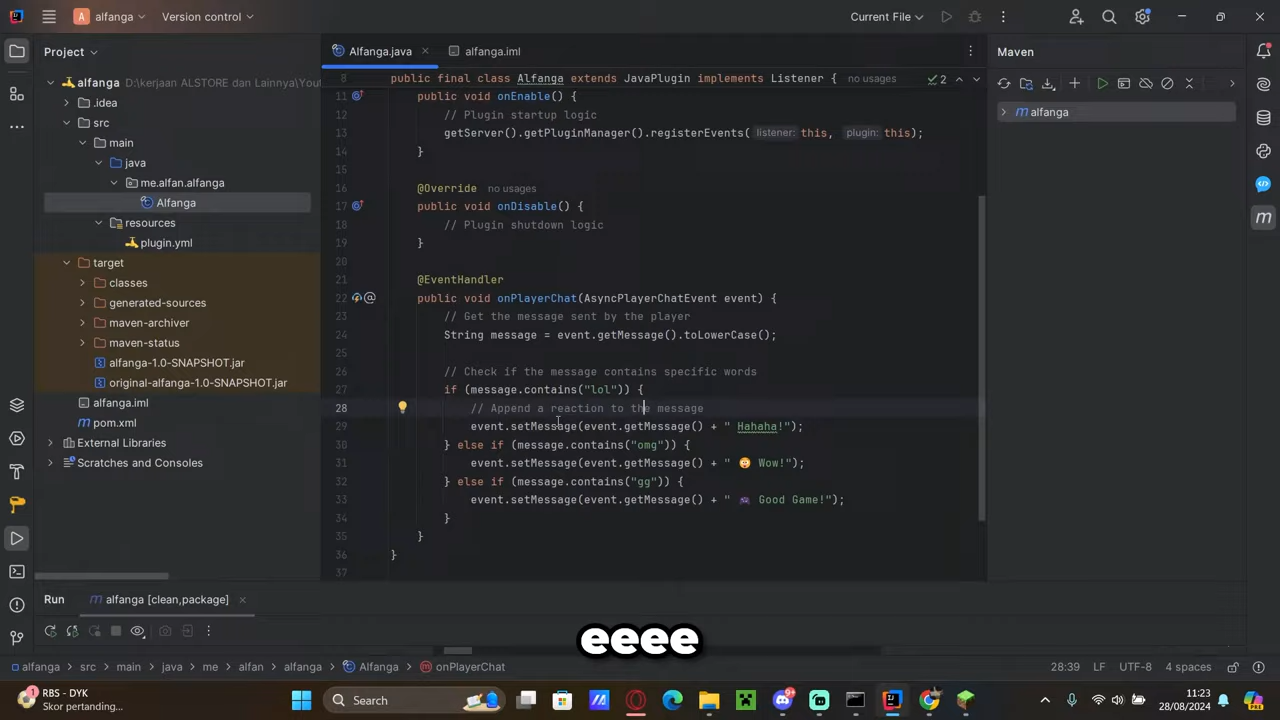 alfanga
Version control
Current File
Project
Alfanga.java
alfanga.iml
Maven
alfanga D:\kerjaan ALSTORE dan Lainnya\You
.idea
src
main
java
me.alfan.alfanga
Alfanga
resources
plugin.yml
target
classes
generated-sources
maven-archiver
maven-status
alfanga-1.0-SNAPSHOT.jar
original-alfanga-1.0-SNAPSHOT.jar
alfanga.iml
pom.xml
External Libraries
Scratches and Consoles
8 public final class Alfanga extends JavaPlugin implements Listener { no usages
2
11 public void onEnable() {
12 // Plugin startup logic
13 getServer().getPluginManager().registerEvents( listener: this, plugin: this);
14 }
15
16 @Override no usages
17 public void onDisable() {
18 // Plugin shutdown logic
19 }
20
21 @EventHandler
22 public void onPlayerChat(AsyncPlayerChatEvent event) {
23 // Get the message sent by the player
24 String message = event.getMessage().toLowerCase();
25
26 // Check if the message contains specific words
27 if (message.contains("lol")) {
28 // Append a reaction to the message
29 event.setMessage(event.getMessage() + " Hahaha!");
30 } else if (message.contains("omg")) {
31 event.setMessage(event.getMessage() + " 😳 Wow!");
32 } else if (message.contains("gg")) {
33 event.setMessage(event.getMessage() + " 🎮 Good Game!");
34 }
35 }
36 }
37
alfanga
Run
alfanga [clean,package]
eeee
alfanga > src > main > java > me > alfan > alfanga > Alfanga > onPlayerChat
28:39 LF UTF-8 4 spaces
1
RBS - DYK
Skor pertanding...
Search
9+
11:23
28/08/2024